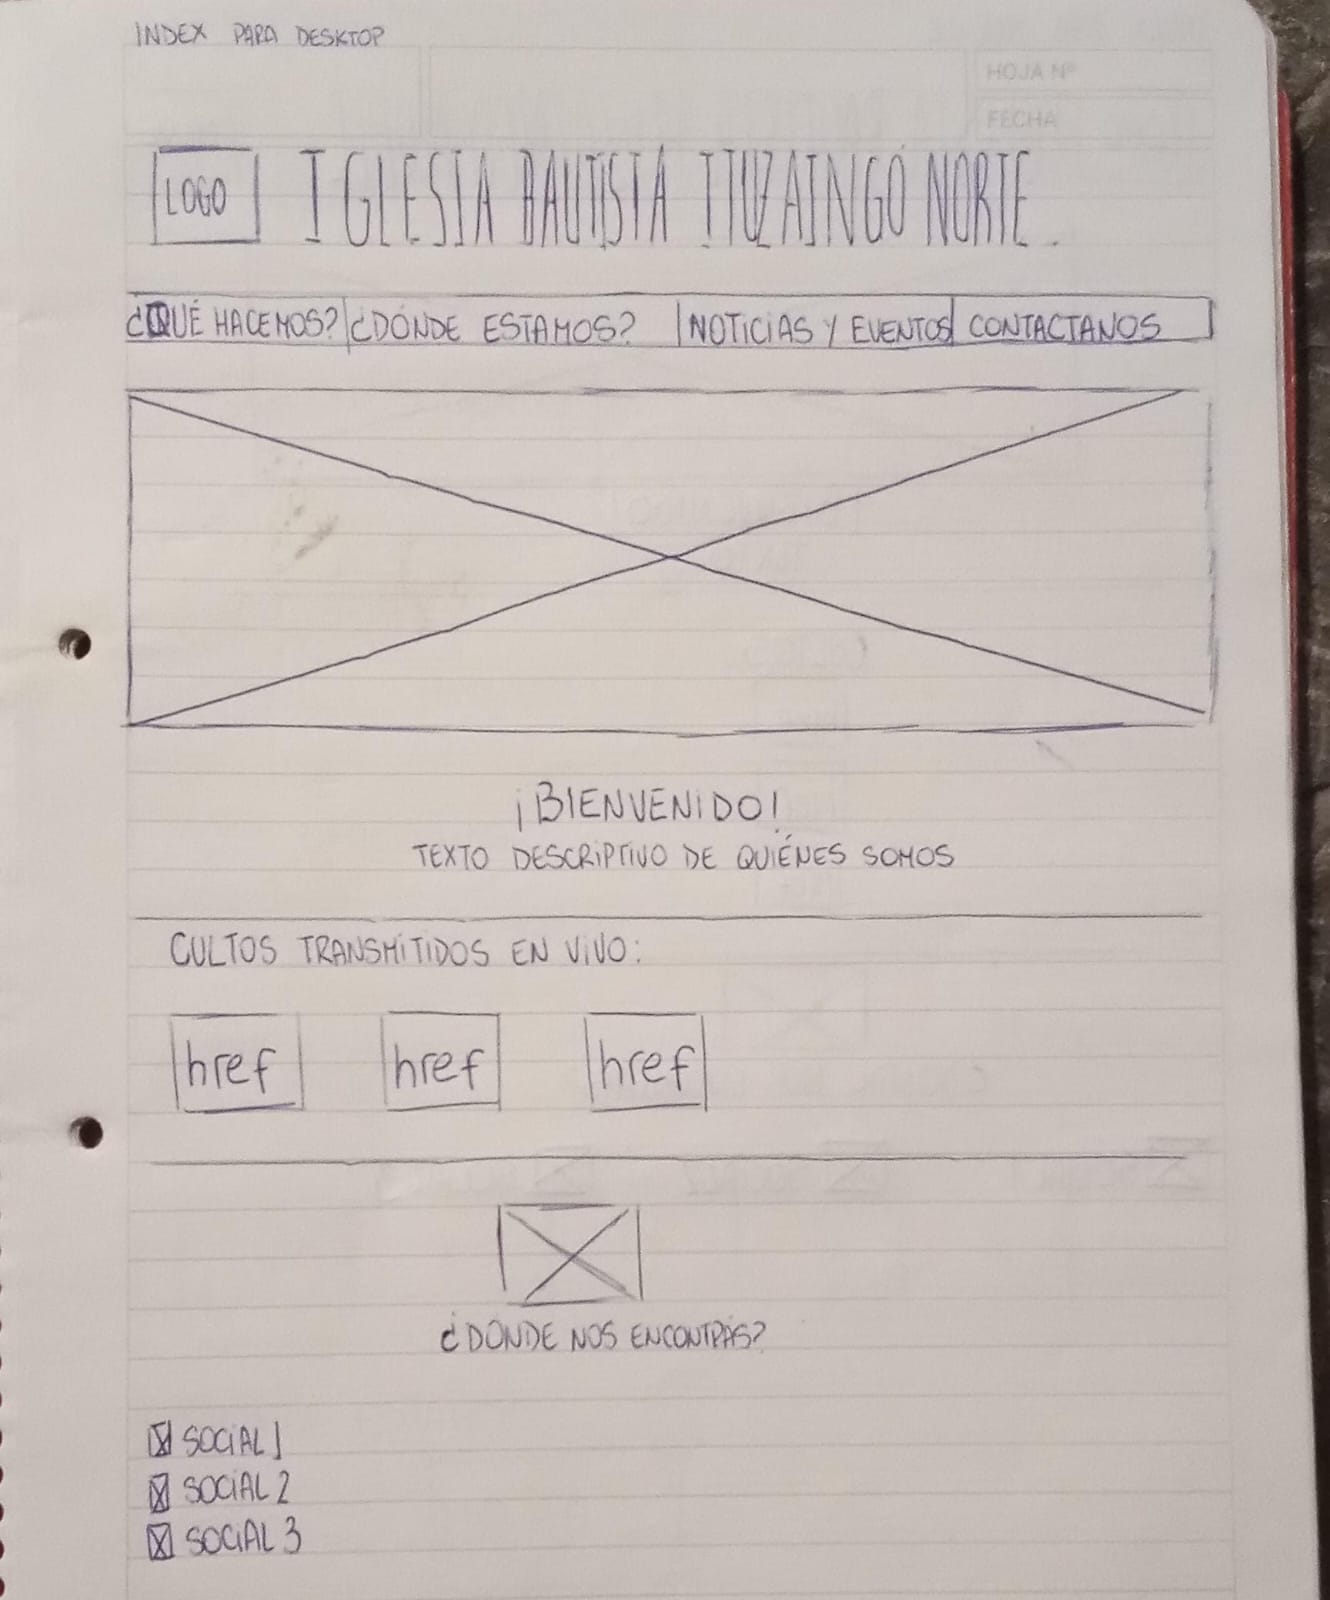 INDEX PARA DESKTOP
HOJA Nº
FECHA
LOGO
IGLESIA BAUTISTA ITUZAINGÓ NORTE.
¿QUÉ HACEMOS? ¿DÓNDE ESTAMOS? NOTICIAS Y EVENTOS CONTACTANOS
¡BIENVENIDO!
TEXTO DESCRIPTIVO DE QUIÉNES SOMOS
CULTOS TRANSMITIDOS EN VIVO:
href href href
¿DÓNDE NOS ENCONTRÁS?
SOCIAL 1
SOCIAL 2
SOCIAL 3